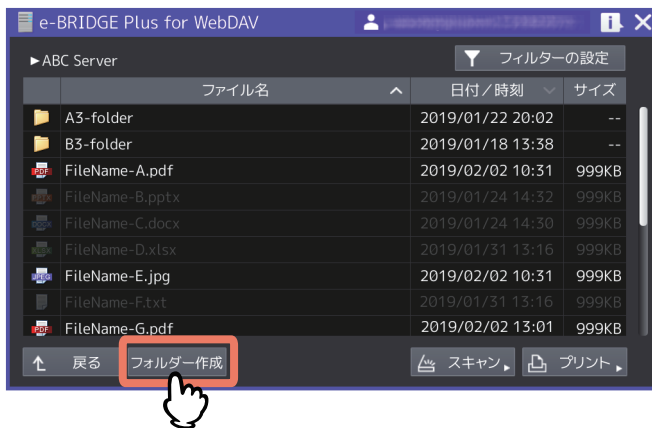 e-BRIDGE Plus for WebDAV
►ABC Server フィルターの設定
ファイル名 日付／時刻 サイズ
A3-folder 2019/01/22 20:02 --
B3-folder 2019/01/18 13:38 --
PDF FileName-A.pdf 2019/02/02 10:31 999KB
FileName-B.pptx 2019/01/24 14:32 999KB
FileName-C.docx 2019/01/24 14:30 999KB
FileName-D.xlsx 2019/01/31 13:16 999KB
JPEG FileName-E.jpg 2019/02/02 10:31 999KB
FileName-F.txt 2019/01/31 13:16 999KB
PDF FileName-G.pdf 2019/02/02 13:01 999KB
戻る フォルダー作成 スキャン プリント